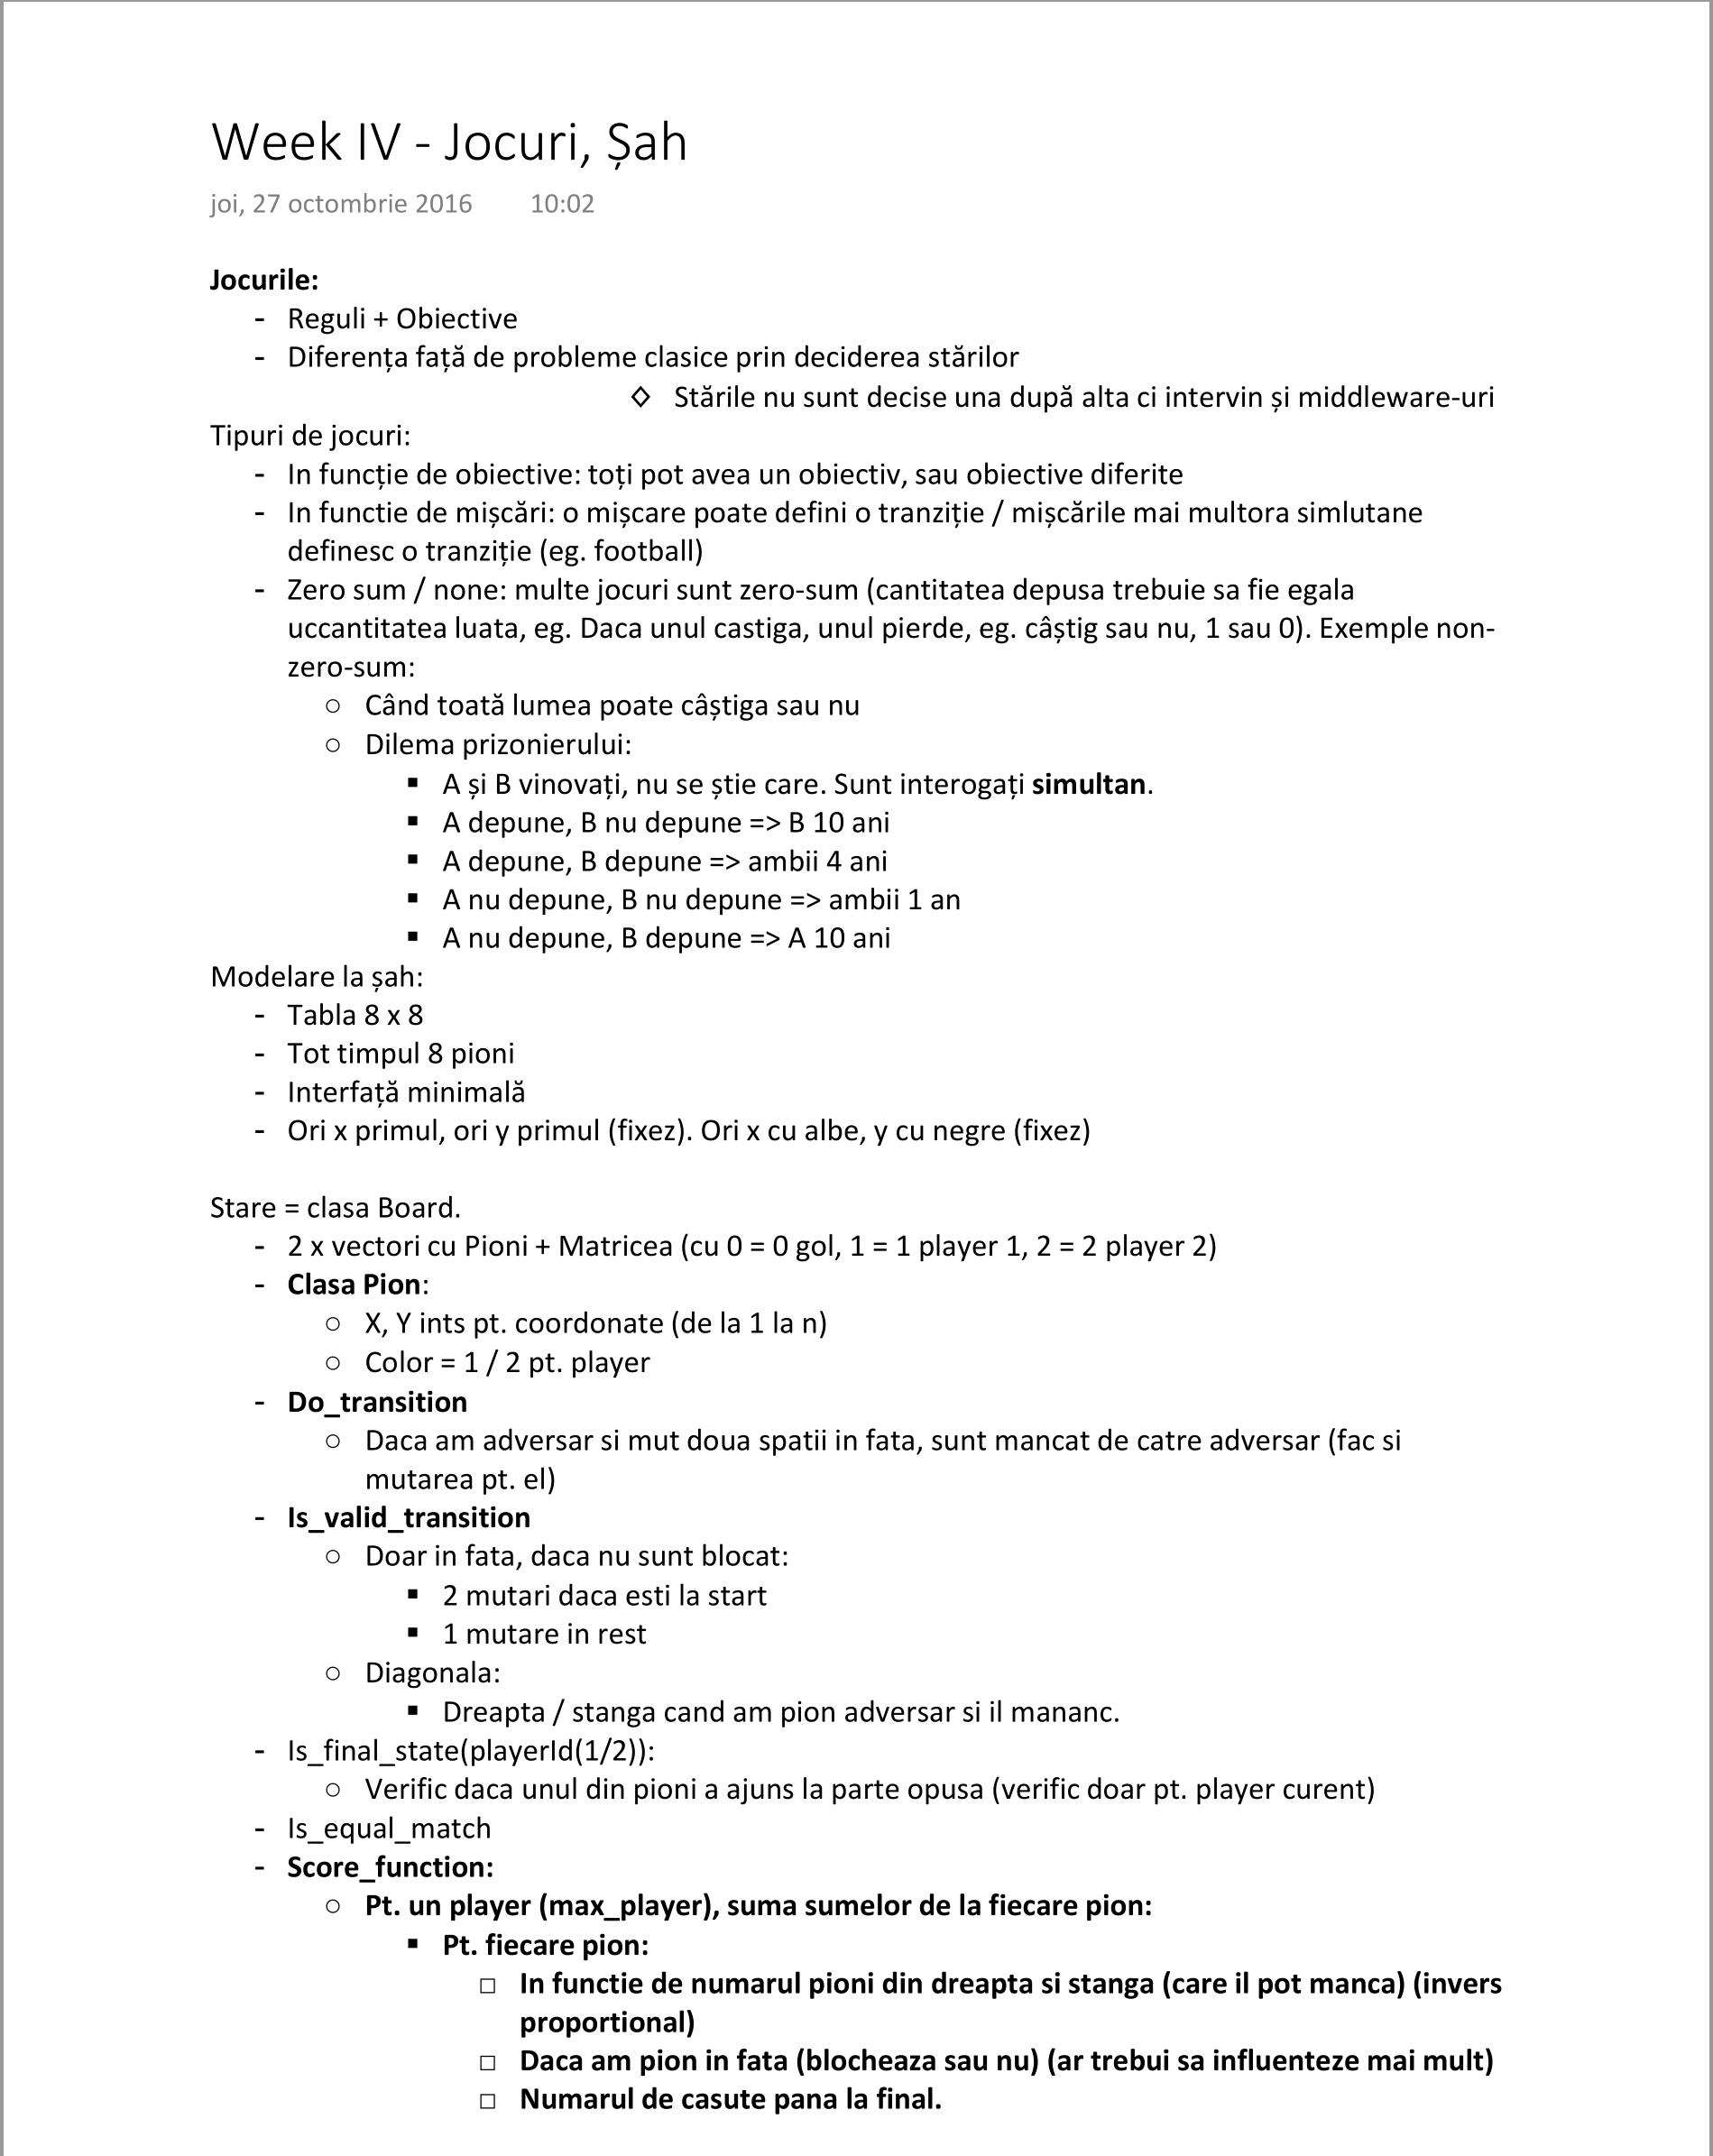 Week IV - Jocuri, Șah
joi, 27 octombrie 2016 10:02
Jocurile:
- Reguli + Obiective
- Diferența față de probleme clasice prin deciderea stărilor
◇ Stările nu sunt decise una după alta ci intervin și middleware-uri
Tipuri de jocuri:
- In funcție de obiective: toți pot avea un obiectiv, sau obiective diferite
- In functie de mișcări: o mișcare poate defini o tranziție / mișcările mai multora simlutane
definesc o tranziție (eg. football)
- Zero sum / none: multe jocuri sunt zero-sum (cantitatea depusa trebuie sa fie egala
uccantitatea luata, eg. Daca unul castiga, unul pierde, eg. câștig sau nu, 1 sau 0). Exemple non-
zero-sum:
○ Când toată lumea poate câștiga sau nu
○ Dilema prizonierului:
▪ A și B vinovați, nu se știe care. Sunt interogați simultan.
▪ A depune, B nu depune => B 10 ani
▪ A depune, B depune => ambii 4 ani
▪ A nu depune, B nu depune => ambii 1 an
▪ A nu depune, B depune => A 10 ani
Modelare la șah:
- Tabla 8 x 8
- Tot timpul 8 pioni
- Interfață minimală
- Ori x primul, ori y primul (fixez). Ori x cu albe, y cu negre (fixez)
Stare = clasa Board.
- 2 x vectori cu Pioni + Matricea (cu 0 = 0 gol, 1 = 1 player 1, 2 = 2 player 2)
- Clasa Pion:
○ X, Y ints pt. coordonate (de la 1 la n)
○ Color = 1 / 2 pt. player
- Do_transition
○ Daca am adversar si mut doua spatii in fata, sunt mancat de catre adversar (fac si
mutarea pt. el)
- Is_valid_transition
○ Doar in fata, daca nu sunt blocat:
▪ 2 mutari daca esti la start
▪ 1 mutare in rest
○ Diagonala:
▪ Dreapta / stanga cand am pion adversar si il mananc.
- Is_final_state(playerId(1/2)):
○ Verific daca unul din pioni a ajuns la parte opusa (verific doar pt. player curent)
- Is_equal_match
- Score_function:
○ Pt. un player (max_player), suma sumelor de la fiecare pion:
▪ Pt. fiecare pion:
□ In functie de numarul pioni din dreapta si stanga (care il pot manca) (invers
proportional)
□ Daca am pion in fata (blocheaza sau nu) (ar trebui sa influenteze mai mult)
□ Numarul de casute pana la final.